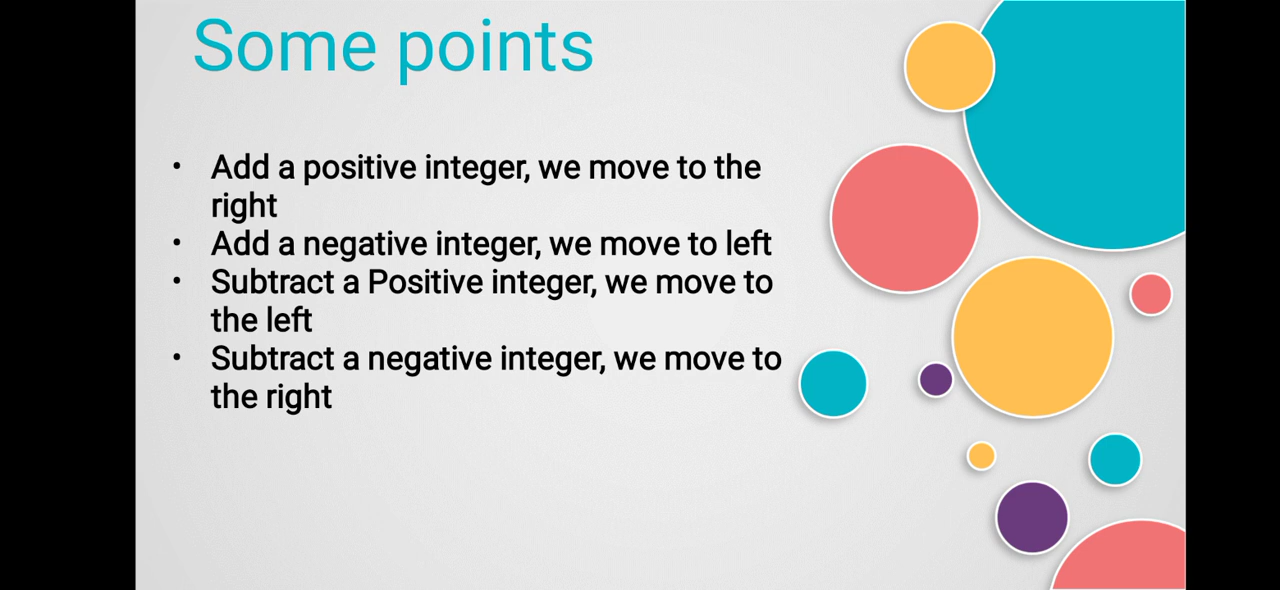 Some points
• Add a positive integer, we move to the
right
• Add a negative integer, we move to left
• Subtract a Positive integer, we move to
the left
• Subtract a negative integer, we move to
the right